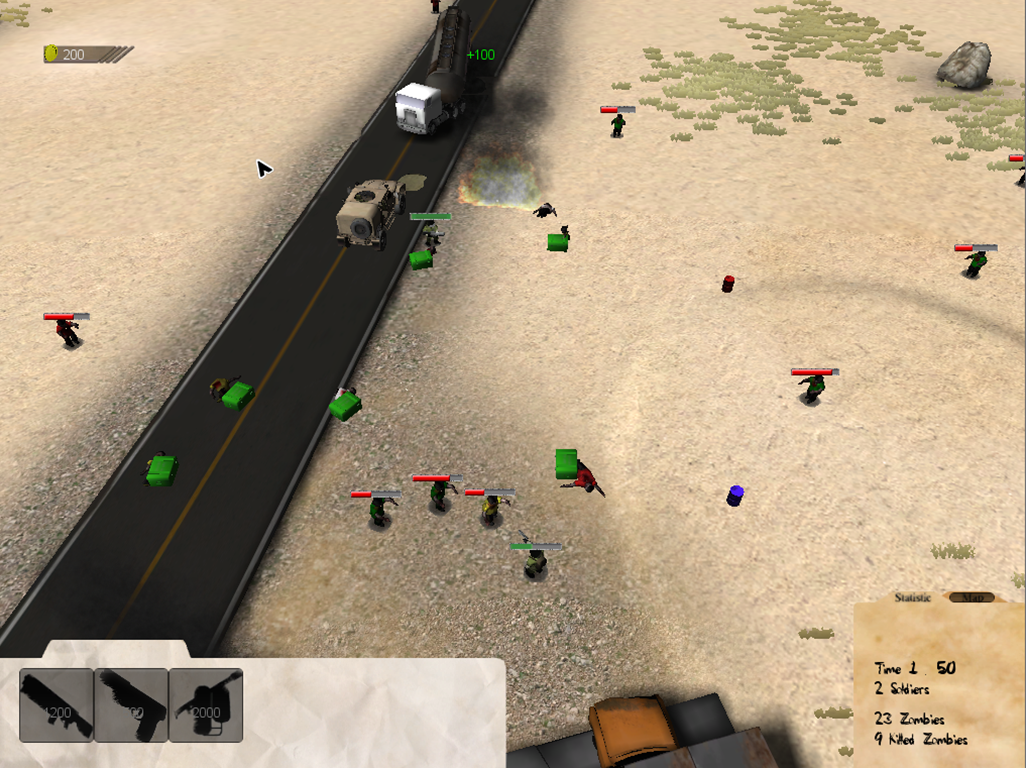 200
+100
Statistic Map
Time 1 . 50
2 Soldiers
23 Zombies
9 Killed Zombies
1200
2000